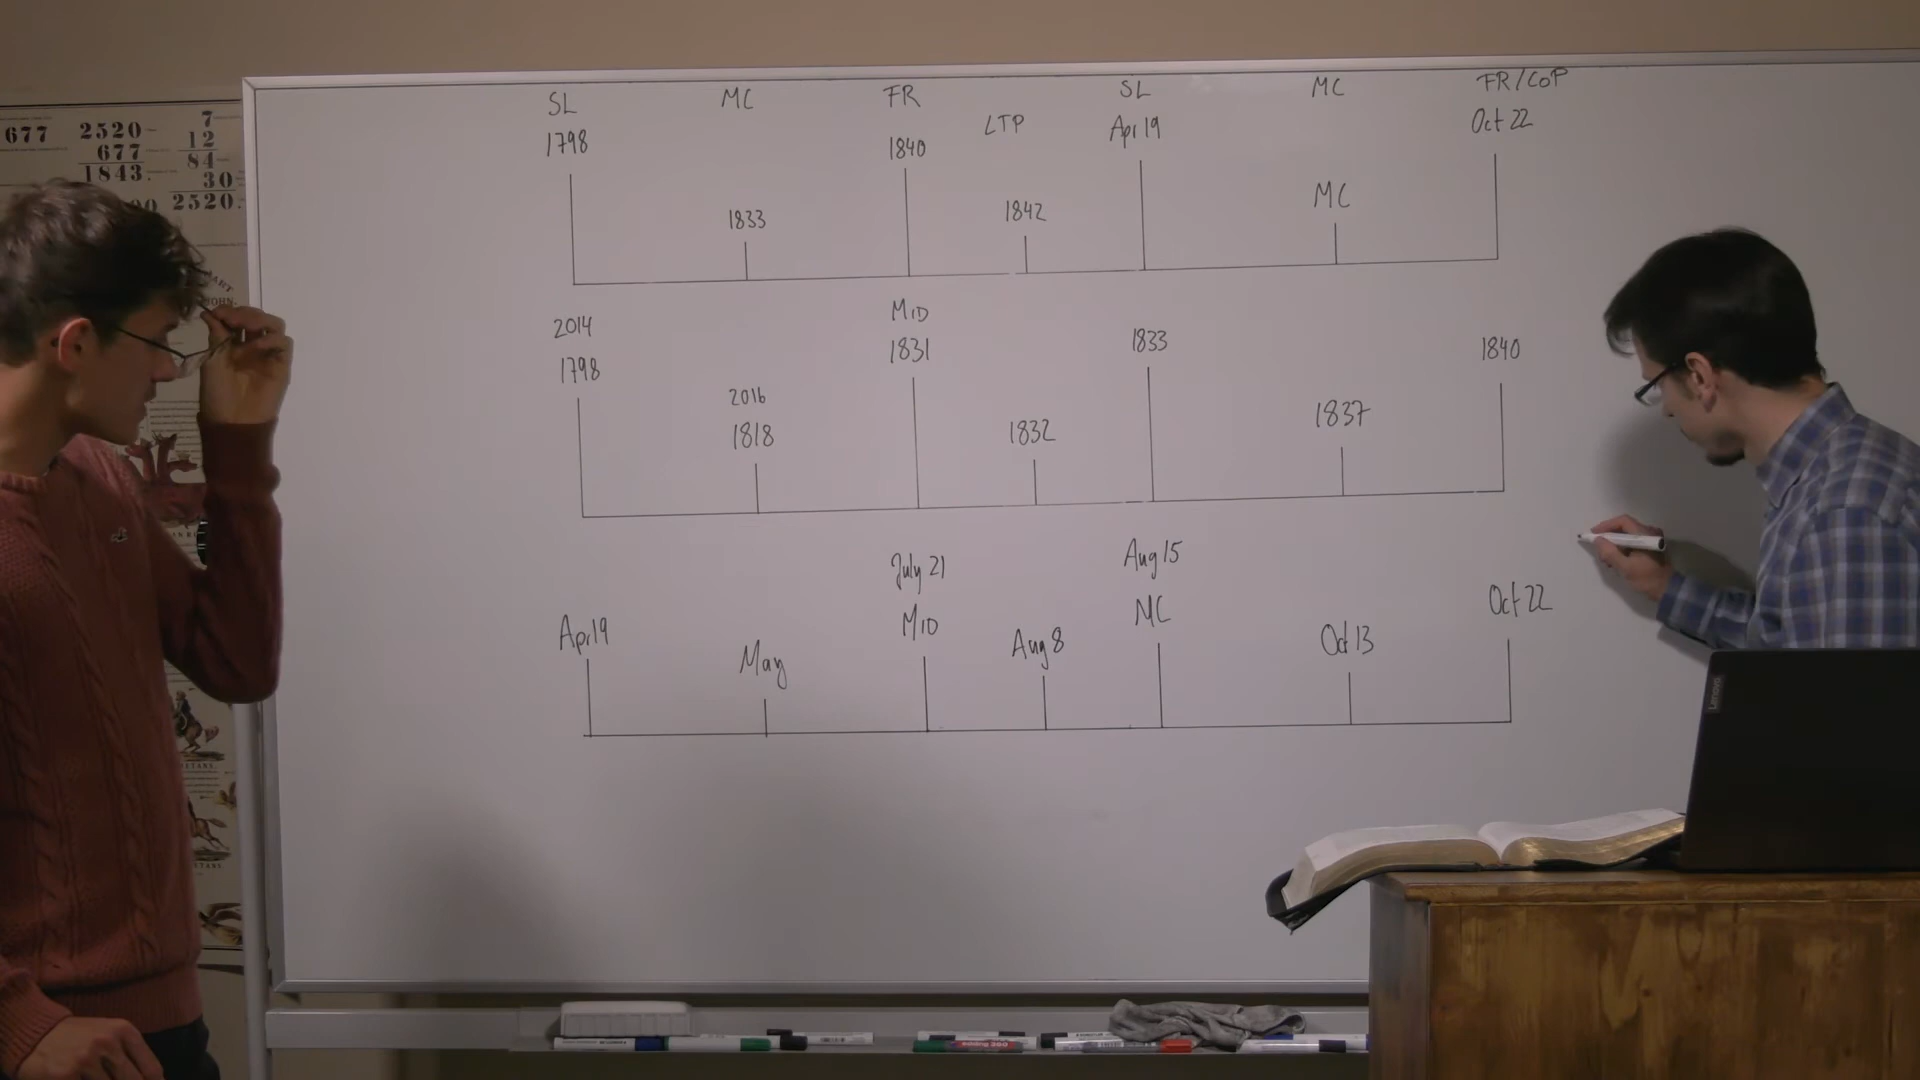 677
2520
677
1843.
7
12
84
30
2520.
SL MC FR SL MC FR/CoP
1798 1840 LTP Apr 19 Oct 22
1833 1842 MC
2014 MID
1798 1831 1833 1840
2016
1818 1832 1837
July 21 Aug 15
Apr 19 MID MC Oct 22
May Aug 8 Oct 13
Lenovo